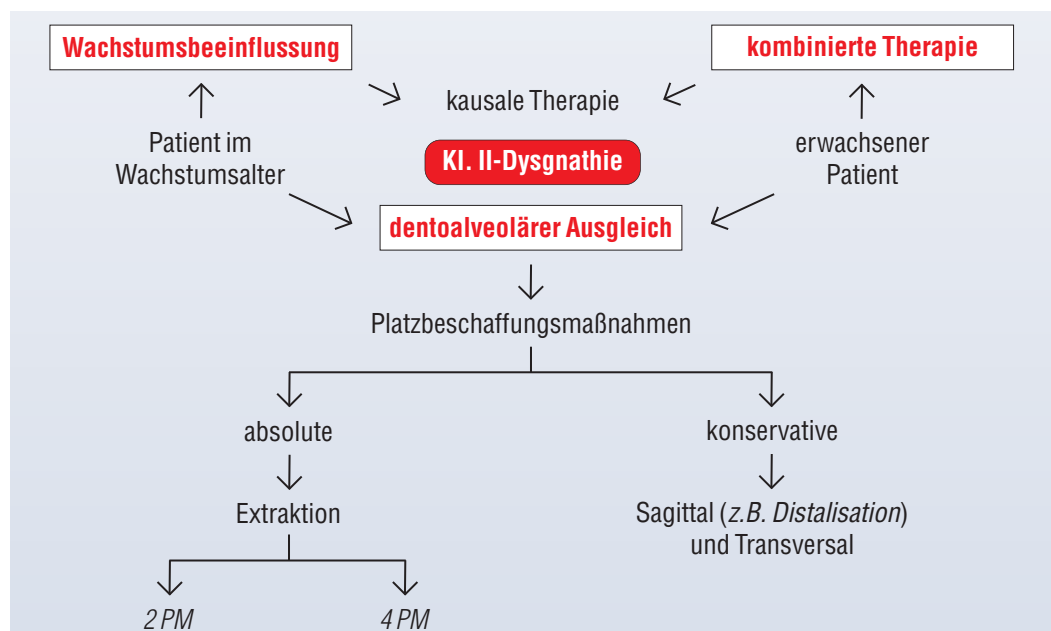 Wachstumsbeeinflussung
kombinierte Therapie
kausale Therapie
Patient im
Wachstumsalter
Kl. II-Dysgnathie
erwachsener
Patient
dentoalveolärer Ausgleich
Platzbeschaffungsmaßnahmen
absolute
konservative
Extraktion
Sagittal (z.B. Distalisation)
und Transversal
2 PM
4 PM